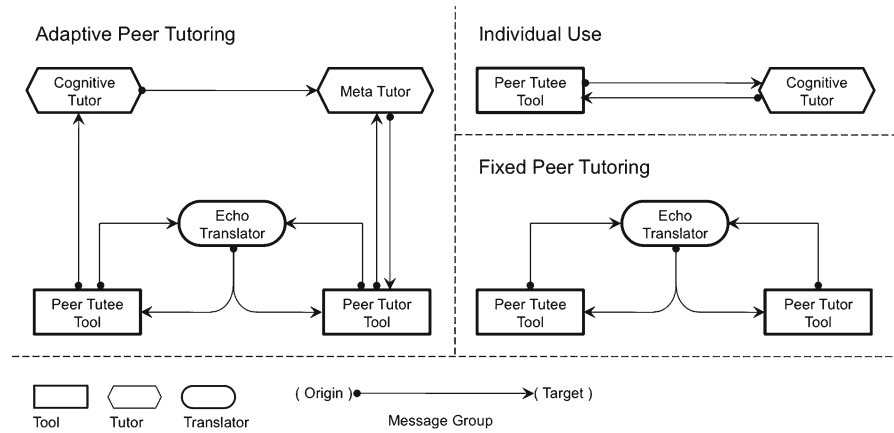 Adaptive Peer Tutoring
Cognitive
Tutor
Meta Tutor
Echo
Translator
Peer Tutee
Tool
Peer Tutor
Tool
Individual Use
Peer Tutee
Tool
Cognitive
Tutor
Fixed Peer Tutoring
Echo
Translator
Peer Tutee
Tool
Peer Tutor
Tool
Tool
Tutor
Translator
( Origin )
( Target )
Message Group